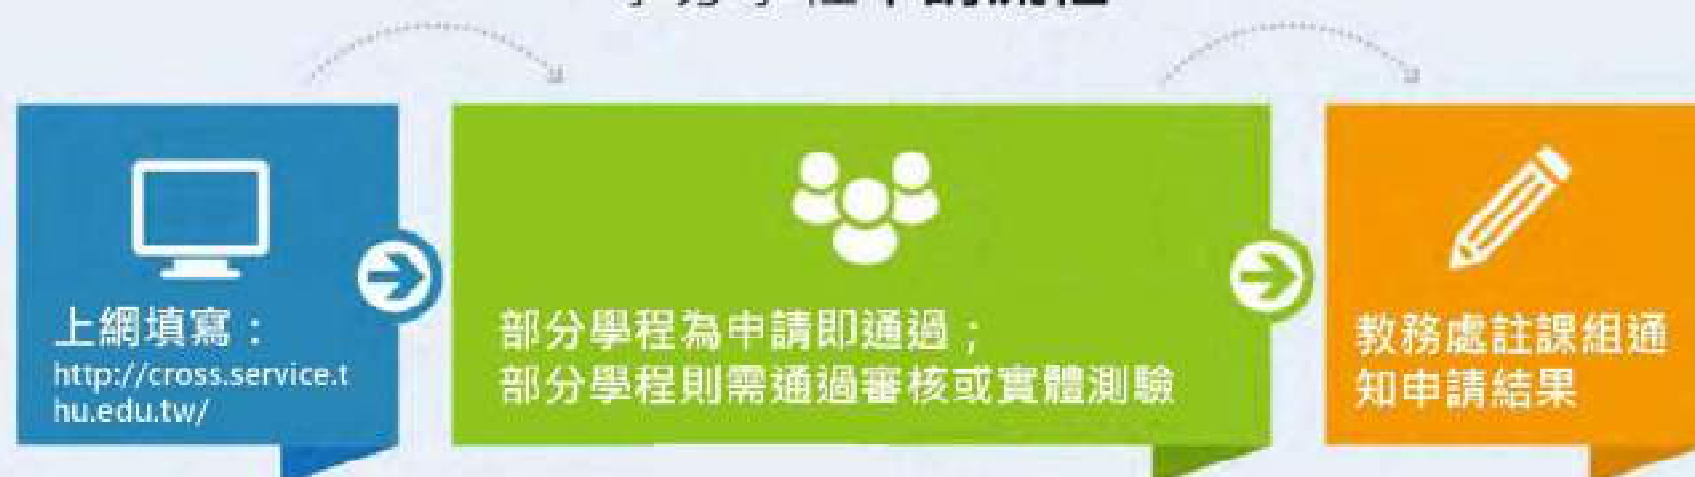 上網填寫：
http://cross.service.t
hu.edu.tw/
部分學程為申請即通過；
部分學程則需通過審核或實體測驗
教務處註課組通
知申請結果